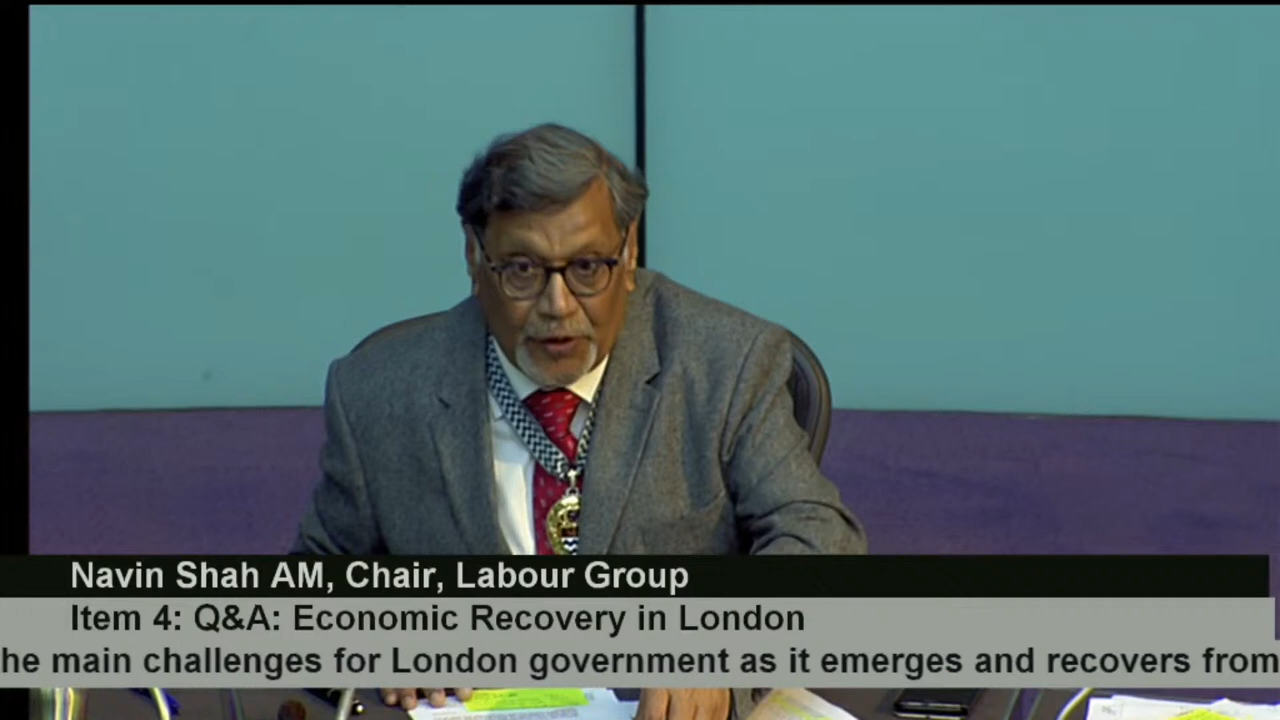 Navin Shah AM, Chair, Labour Group
Item 4: Q&A: Economic Recovery in London
he main challenges for London government as it emerges and recovers from